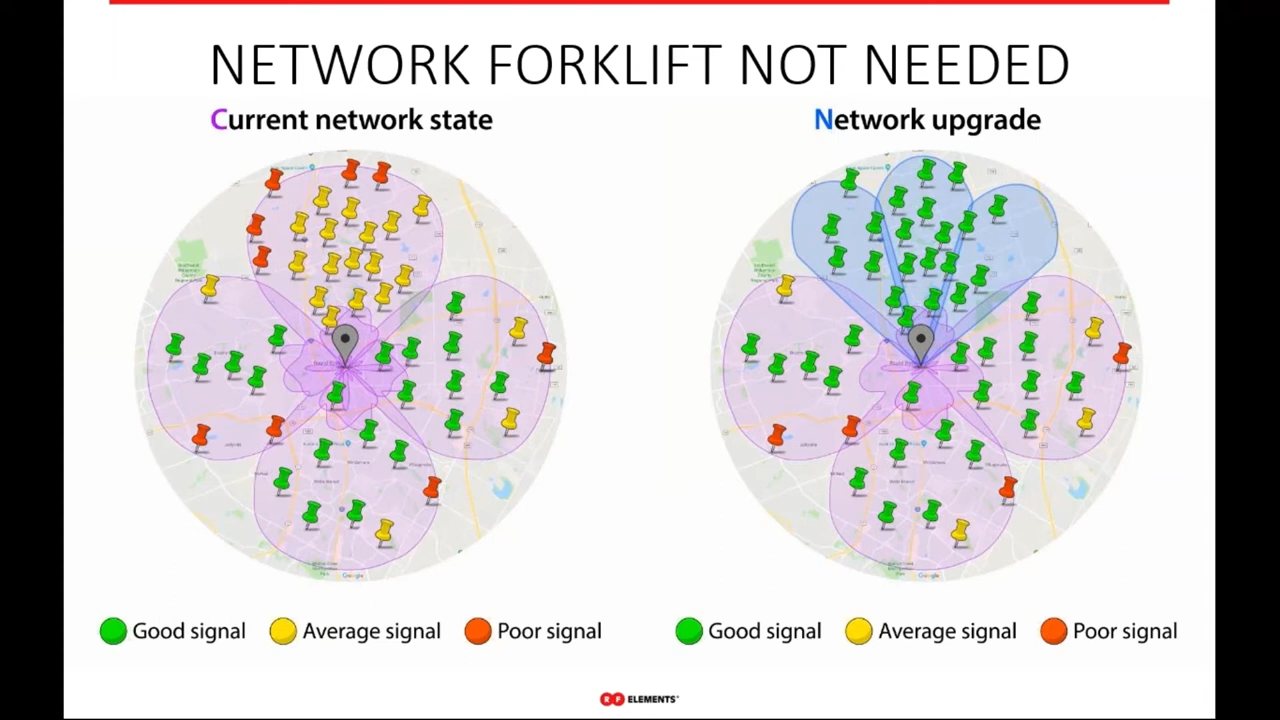 NETWORK FORKLIFT NOT NEEDED
Current network state
Network upgrade
Good signal
Average signal
Poor signal
Good signal
Average signal
Poor signal
RF ELEMENTS